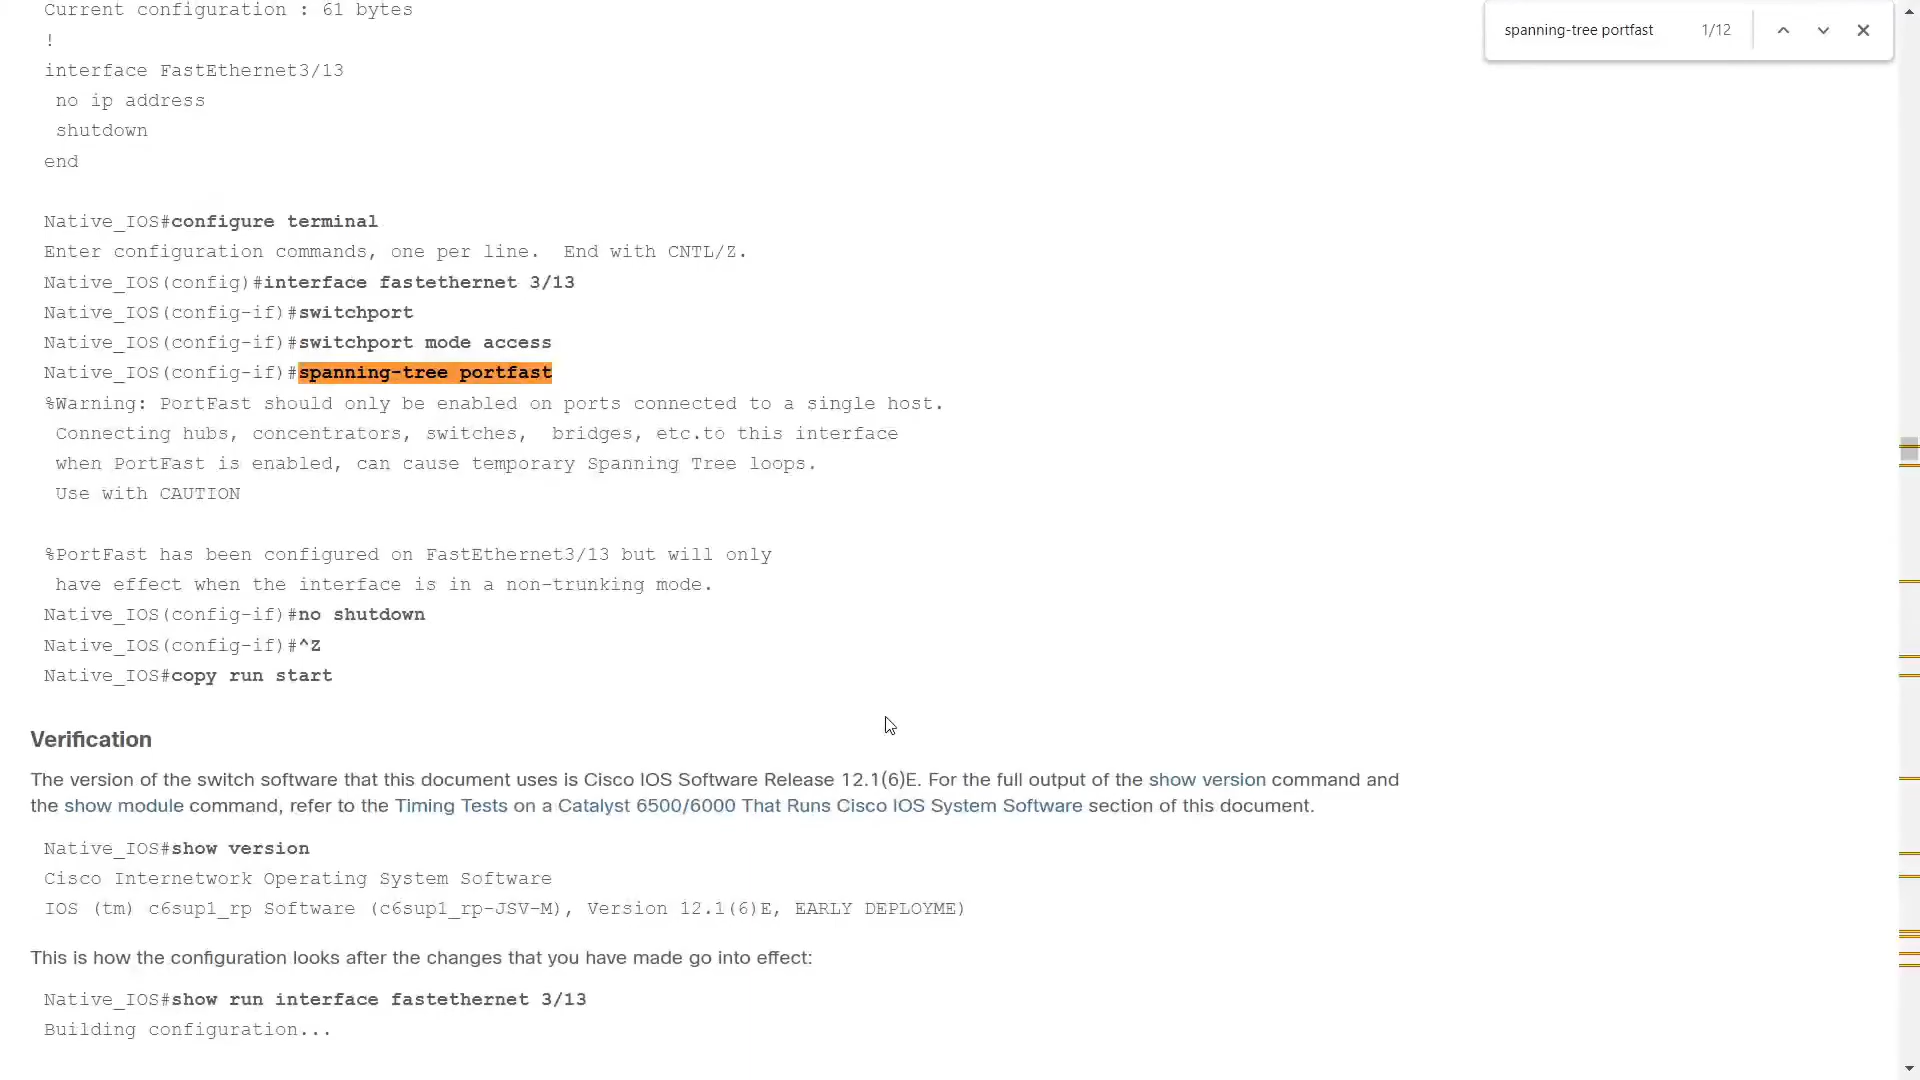 Current configuration : 61 bytes
!
interface FastEthernet3/13
no ip address
shutdown
end
Native_IOS#configure terminal
Enter configuration commands, one per line.  End with CNTL/Z.
Native_IOS(config)#interface fastethernet 3/13
Native_IOS(config-if)#switchport
Native_IOS(config-if)#switchport mode access
Native_IOS(config-if)#spanning-tree portfast
%Warning: PortFast should only be enabled on ports connected to a single host.
Connecting hubs, concentrators, switches,  bridges, etc.to this interface
when PortFast is enabled, can cause temporary Spanning Tree loops.
Use with CAUTION
%PortFast has been configured on FastEthernet3/13 but will only
have effect when the interface is in a non-trunking mode.
Native_IOS(config-if)#no shutdown
Native_IOS(config-if)#^Z
Native_IOS#copy run start
Verification
The version of the switch software that this document uses is Cisco IOS Software Release 12.1(6)E. For the full output of the show version command and
the show module command, refer to the Timing Tests on a Catalyst 6500/6000 That Runs Cisco IOS System Software section of this document.
Native_IOS#show version
Cisco Internetwork Operating System Software
IOS (tm) c6sup1_rp Software (c6sup1_rp-JSV-M), Version 12.1(6)E, EARLY DEPLOYME)
This is how the configuration looks after the changes that you have made go into effect:
Native_IOS#show run interface fastethernet 3/13
Building configuration...
spanning-tree portfast 1/12